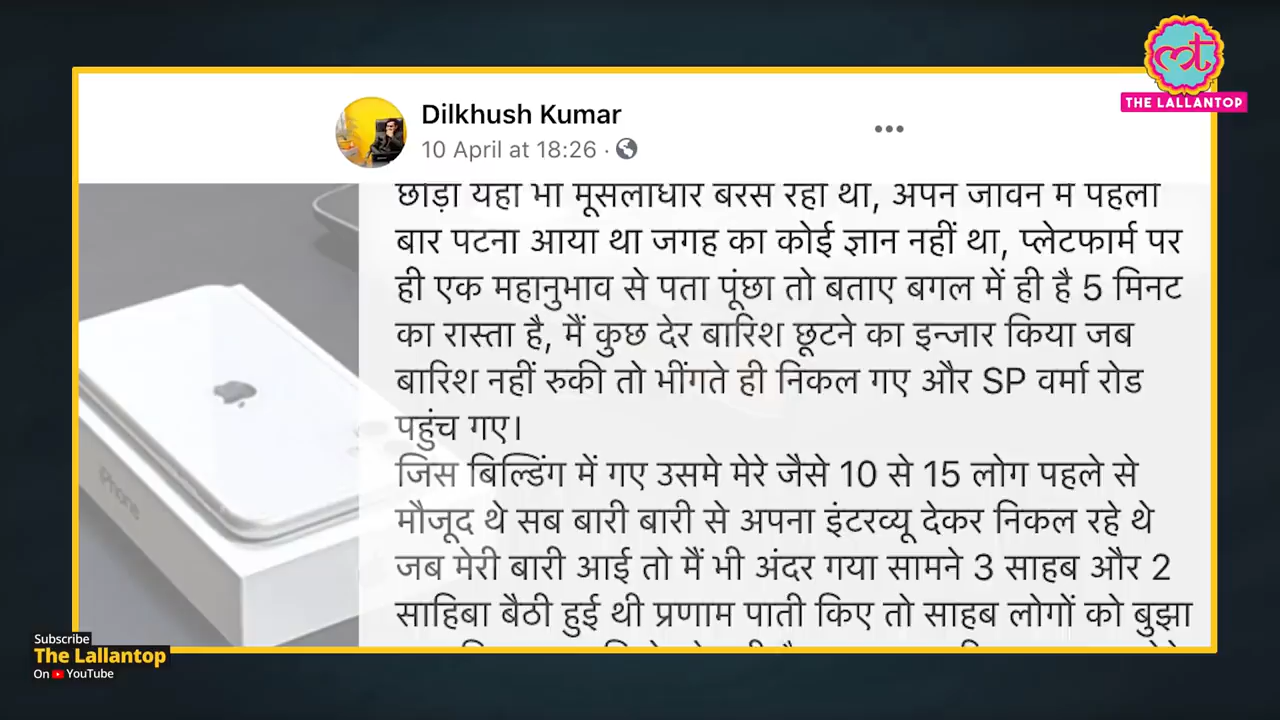 THE LALLANTOP
Dilkhush Kumar
10 April at 18:26 ·
छोड़ा यहां भी मूसलाधार बरस रहा था, अपने जीवन में पहली
बार पटना आया था जगह का कोई ज्ञान नहीं था, प्लेटफार्म पर
ही एक महानुभाव से पता पूंछा तो बताए बगल में ही है 5 मिनट
का रास्ता है, मैं कुछ देर बारिश छूटने का इन्जार किया जब
बारिश नहीं रुकी तो भींगते ही निकल गए और SP वर्मा रोड
पहुंच गए।
जिस बिल्डिंग में गए उसमे मेरे जैसे 10 से 15 लोग पहले से
मौजूद थे सब बारी बारी से अपना इंटरव्यू देकर निकल रहे थे
जब मेरी बारी आई तो मैं भी अंदर गया सामने 3 साहब और 2
साहिबा बैठी हुई थी प्रणाम पाती किए तो साहब लोगों को बुझा
iPhone
Subscribe
The Lallantop
On YouTube